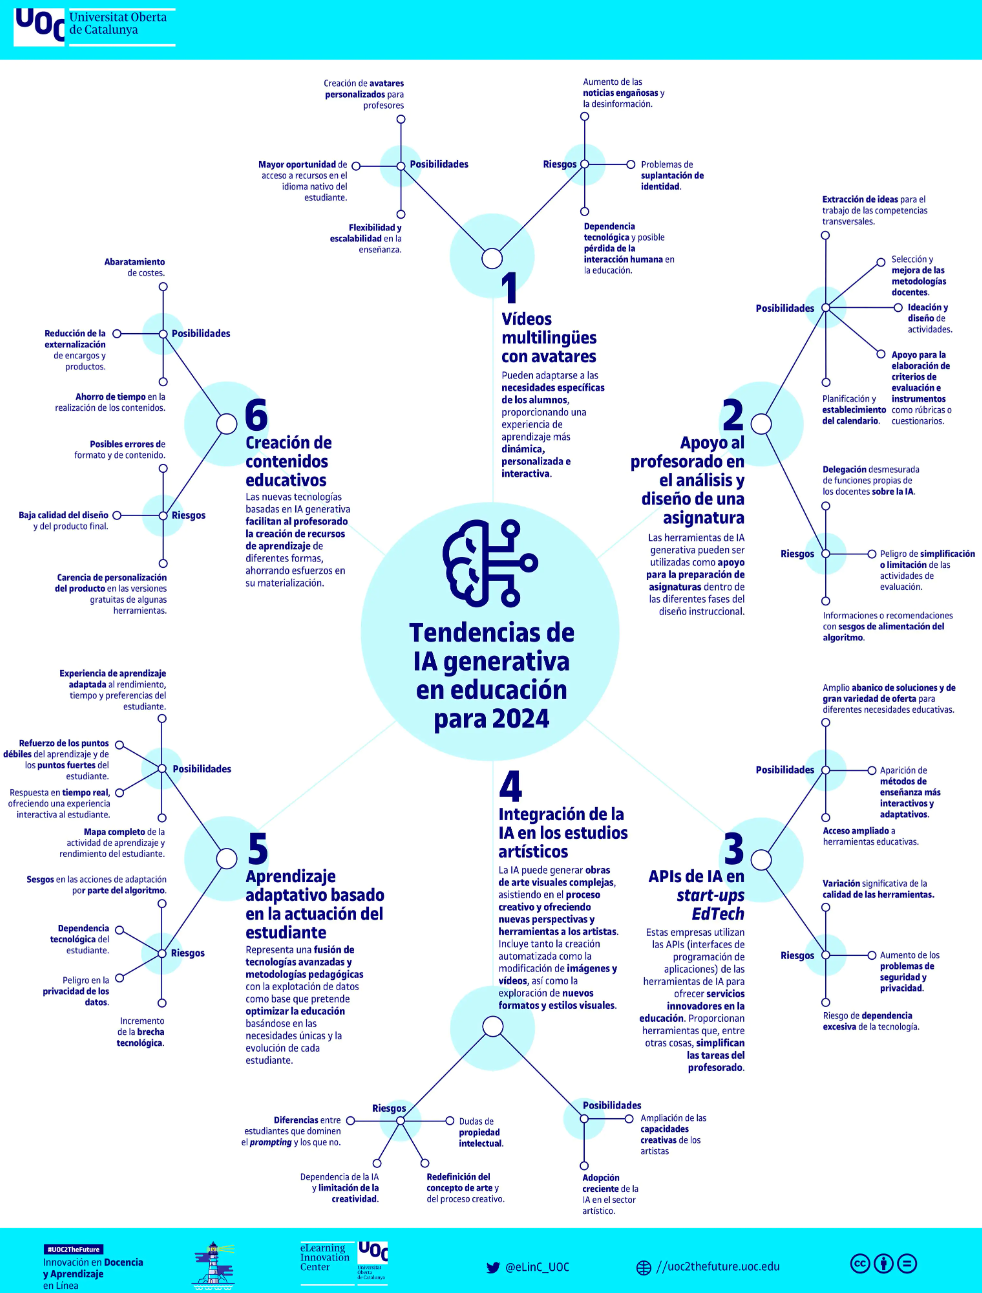 UOC
Universitat Oberta
de Catalunya
Creación de avatares
personalizados para
profesores
Mayor oportunidad de
acceso a recursos en el
idioma nativo del
estudiante.
Posibilidades
Flexibilidad y
escalabilidad en la
enseñanza.
Aumento de las
noticias engañosas y
la desinformación.
Riesgos
Problemas de
suplantación de
identidad.
Dependencia
tecnológica y posible
pérdida de la
interacción humana en
la educación.
1
Vídeos
multilingües
con avatares
Pueden adaptarse a las
necesidades específicas
de los alumnos,
proporcionando una
experiencia de
aprendizaje más
dinámica,
personalizada e
interactiva.
Extracción de ideas para el
trabajo de las competencias
transversales.
Selección y
mejora de las
metodologías
docentes.
Posibilidades
Ideación y
diseño de
actividades.
Apoyo para la
elaboración de
criterios de
evaluación e
instrumentos
como rúbricas o
cuestionarios.
Planificación y
establecimiento
del calendario.
2
Apoyo al
profesorado en
el análisis y
diseño de una
asignatura
Las herramientas de IA
generativa pueden ser
utilizadas como apoyo
para la preparación de
asignaturas dentro de
las diferentes fases del
diseño instruccional.
Delegación desmesurada
de funciones propias de
los docentes sobre la IA.
Riesgos
Peligro de simplificación
o limitación de las
actividades de
evaluación.
Informaciones o recomendaciones
con sesgos de alimentación del
algoritmo.
Abaratamiento
de costes.
Reducción de la
externalización
de encargos y
productos.
Posibilidades
Ahorro de tiempo en la
realización de los contenidos.
6
Creación de
contenidos
educativos
Las nuevas tecnologías
basadas en IA generativa
facilitan al profesorado
la creación de recursos
de aprendizaje de
diferentes formas,
ahorrando esfuerzos en
su materialización.
Posibles errores de
formato y de contenido.
Baja calidad del diseño
y del producto final.
Riesgos
Carencia de personalización
del producto en las versiones
gratuitas de algunas
herramientas.
Tendencias de
IA generativa
en educación
para 2024
Experiencia de aprendizaje
adaptada al rendimiento,
tiempo y preferencias del
estudiante.
Refuerzo de los puntos
débiles del aprendizaje y de
los puntos fuertes del
estudiante.
Posibilidades
Respuesta en tiempo real,
ofreciendo una experiencia
interactiva al estudiante.
Mapa completo de la
actividad de aprendizaje y
rendimiento del estudiante.
5
Aprendizaje
adaptativo basado
en la actuación del
estudiante
Representa una fusión de
tecnologías avanzadas y
metodologías pedagógicas
con la explotación de datos
como base que pretende
optimizar la educación
basándose en las
necesidades únicas y la
evolución de cada
estudiante.
Sesgos en las acciones de adaptación
por parte del algoritmo.
Dependencia
tecnológica del
estudiante.
Riesgos
Peligro en la
privacidad de los
datos.
Incremento
de la brecha
tecnológica.
4
Integración de la
IA en los estudios
artísticos
La IA puede generar obras
de arte visuales complejas,
asistiendo en el proceso
creativo y ofreciendo
nuevas perspectivas y
herramientas a los artistas.
Incluye tanto la creación
automatizada como la
modificación de imágenes y
vídeos, así como la
exploración de nuevos
formatos y estilos visuales.
Riesgos
Diferencias entre
estudiantes que dominen
el prompting y los que no.
Dudas de
propiedad
intelectual.
Dependencia de la IA
y limitación de la
creatividad.
Redefinición del
concepto de arte y
del proceso creativo.
Posibilidades
Ampliación de las
capacidades
creativas de los
artistas
Adopción
creciente de la
IA en el sector
artístico.
Amplio abanico de soluciones y de
gran variedad de oferta para
diferentes necesidades educativas.
Posibilidades
Aparición de
métodos de
enseñanza más
interactivos y
adaptativos.
Acceso ampliado a
herramientas educativas.
3
APIs de IA en
start-ups
EdTech
Estas empresas utilizan
las APIs (interfaces de
programación de
aplicaciones) de las
herramientas de IA para
ofrecer servicios
innovadores en la
educación. Proporcionan
herramientas que, entre
otras cosas, simplifican
las tareas del
profesorado.
Variación significativa de la
calidad de las herramientas.
Riesgos
Aumento de los
problemas de
seguridad y
privacidad.
Riesgo de dependencia
excesiva de la tecnología.
#UOC2TheFuture
Innovación en Docencia
y Aprendizaje
en Línea
eLearning
Innovation
Center
UOC
Universitat
Oberta
de Catalunya
@eLinC_UOC
//uoc2thefuture.uoc.edu
cc